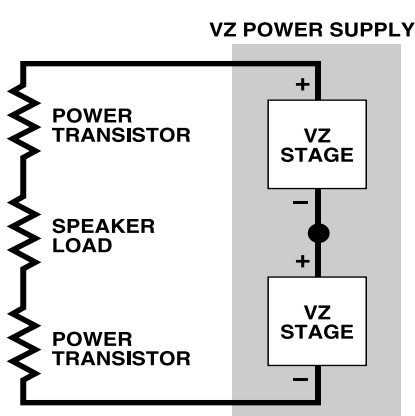 VZ POWER SUPPLY
+
POWER
TRANSISTOR
VZ
STAGE
–
SPEAKER
LOAD
+
VZ
STAGE
POWER
TRANSISTOR
–